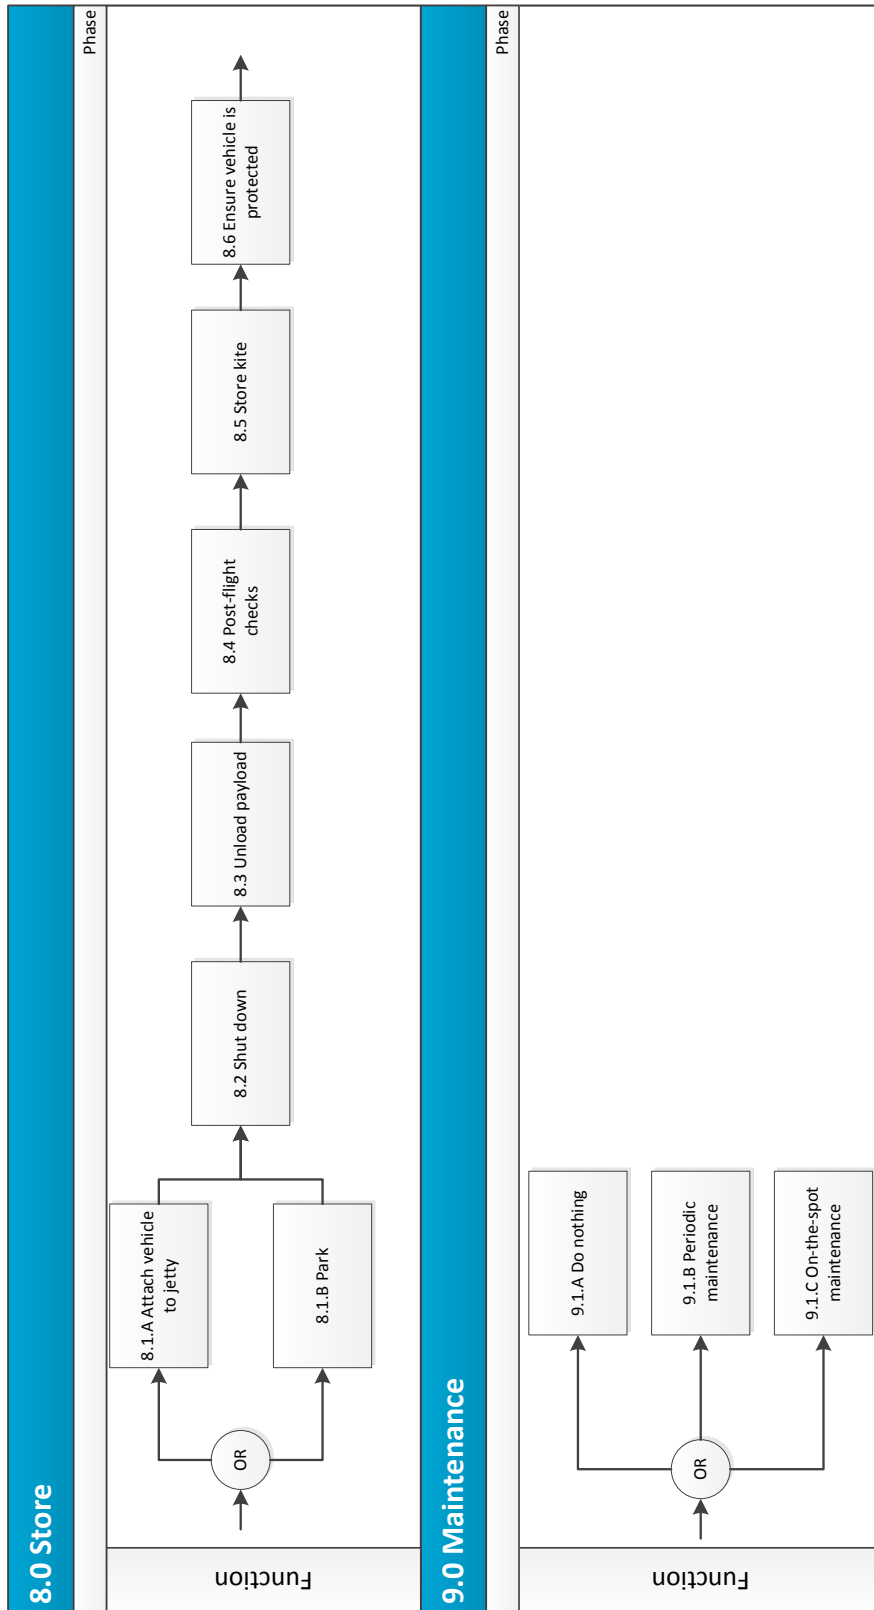 8.0 Store
Phase
Function
OR
8.1.A Attach vehicle
to jetty
8.1.B Park
8.2 Shut down
8.3 Unload payload
8.4 Post-flight
checks
8.5 Store kite
8.6 Ensure vehicle is
protected
9.0 Maintenance
Phase
Function
OR
9.1.A Do nothing
9.1.B Periodic
maintenance
9.1.C On-the-spot
maintenance